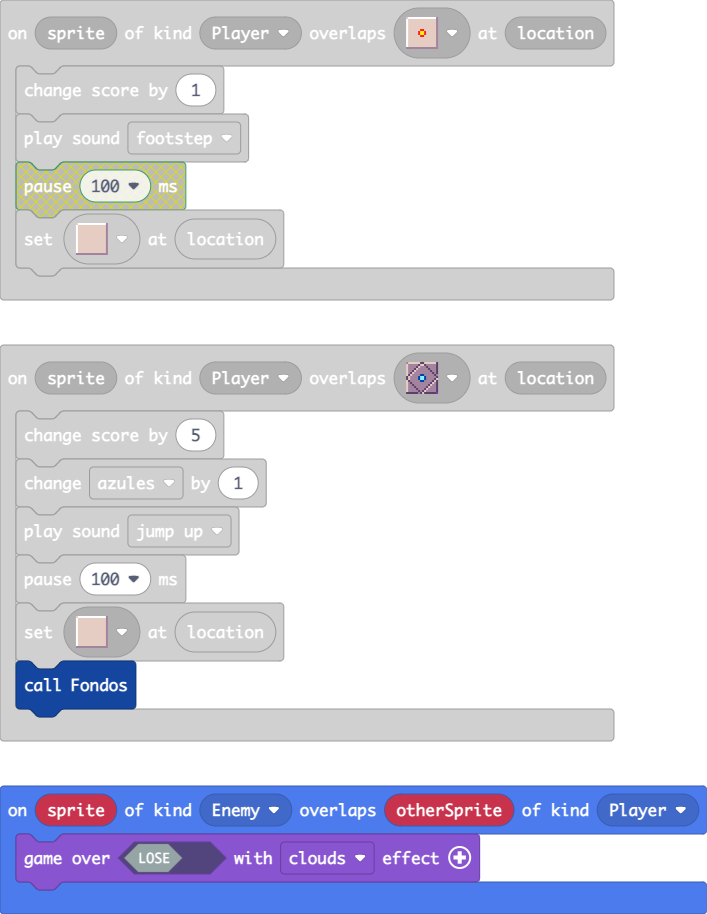 on sprite of kind Player overlaps at location
change score by 1
play sound footstep
pause 100 ms
set at location
on sprite of kind Player overlaps at location
change score by 5
change azules by 1
play sound jump up
pause 100 ms
set at location
call Fondos
on sprite of kind Enemy overlaps otherSprite of kind Player
game over LOSE with clouds effect